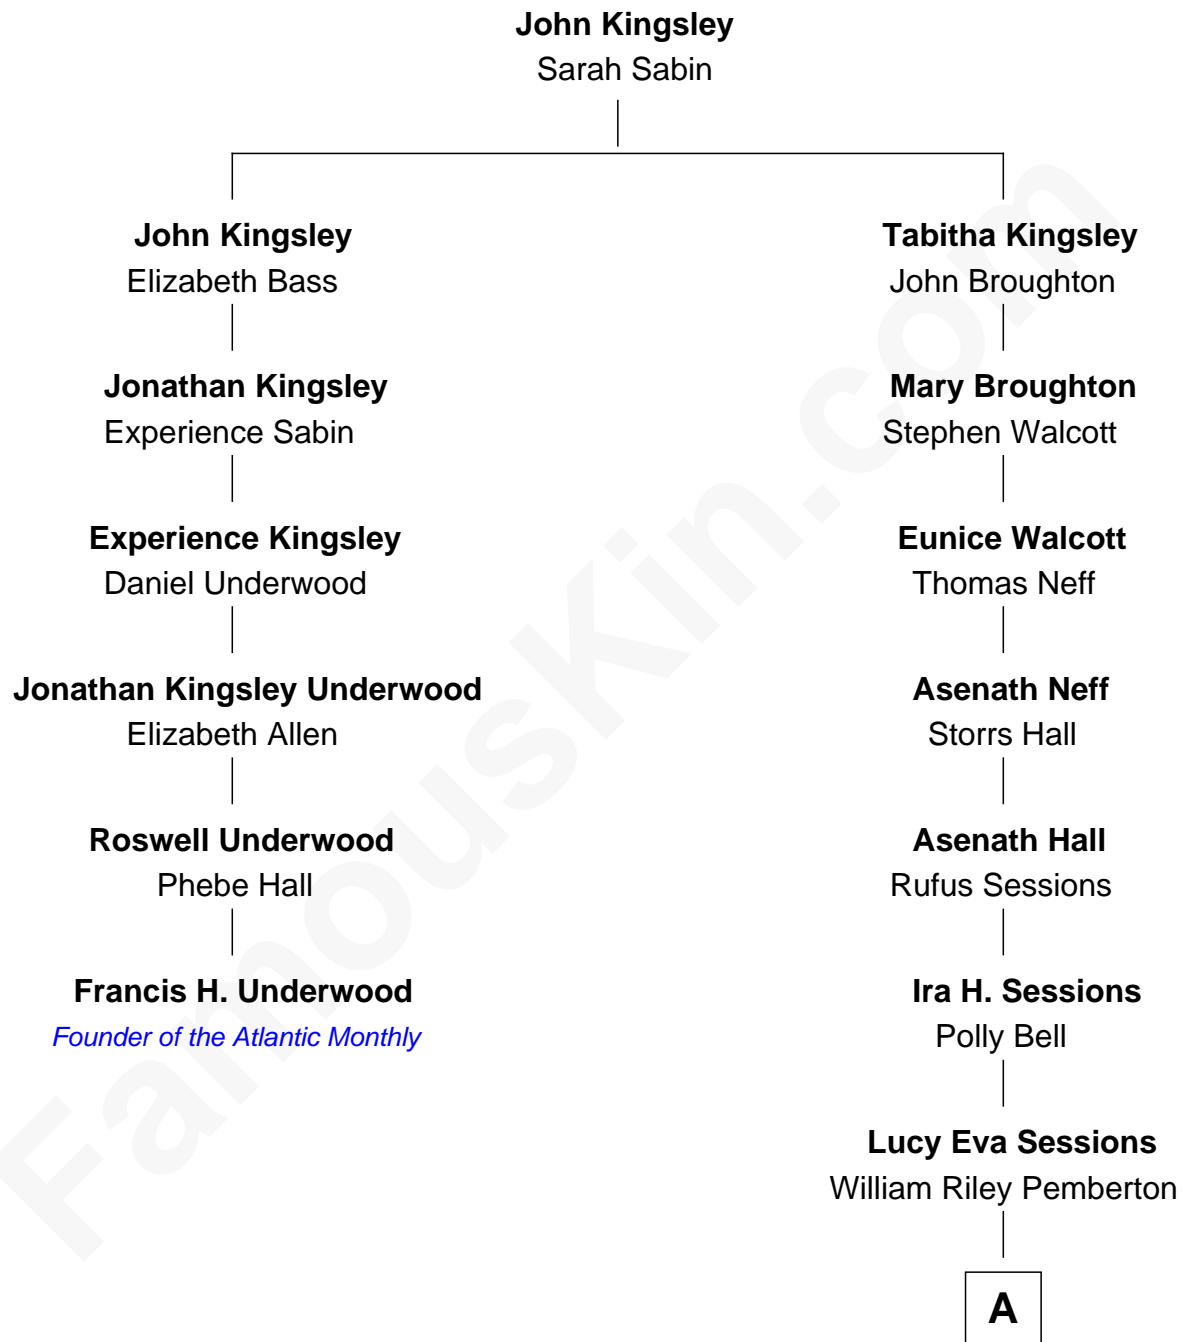 John Kingsley
Sarah Sabin
John Kingsley
Elizabeth Bass
Tabitha Kingsley
John Broughton
Jonathan Kingsley
Experience Sabin
Mary Broughton
Stephen Walcott
Experience Kingsley
Daniel Underwood
Eunice Walcott
Thomas Neff
Jonathan Kingsley Underwood
Elizabeth Allen
Asenath Neff
Storrs Hall
Roswell Underwood
Phebe Hall
Asenath Hall
Rufus Sessions
Francis H. Underwood
Founder of the Atlantic Monthly
Ira H. Sessions
Polly Bell
Lucy Eva Sessions
William Riley Pemberton
A
FamousKin.com